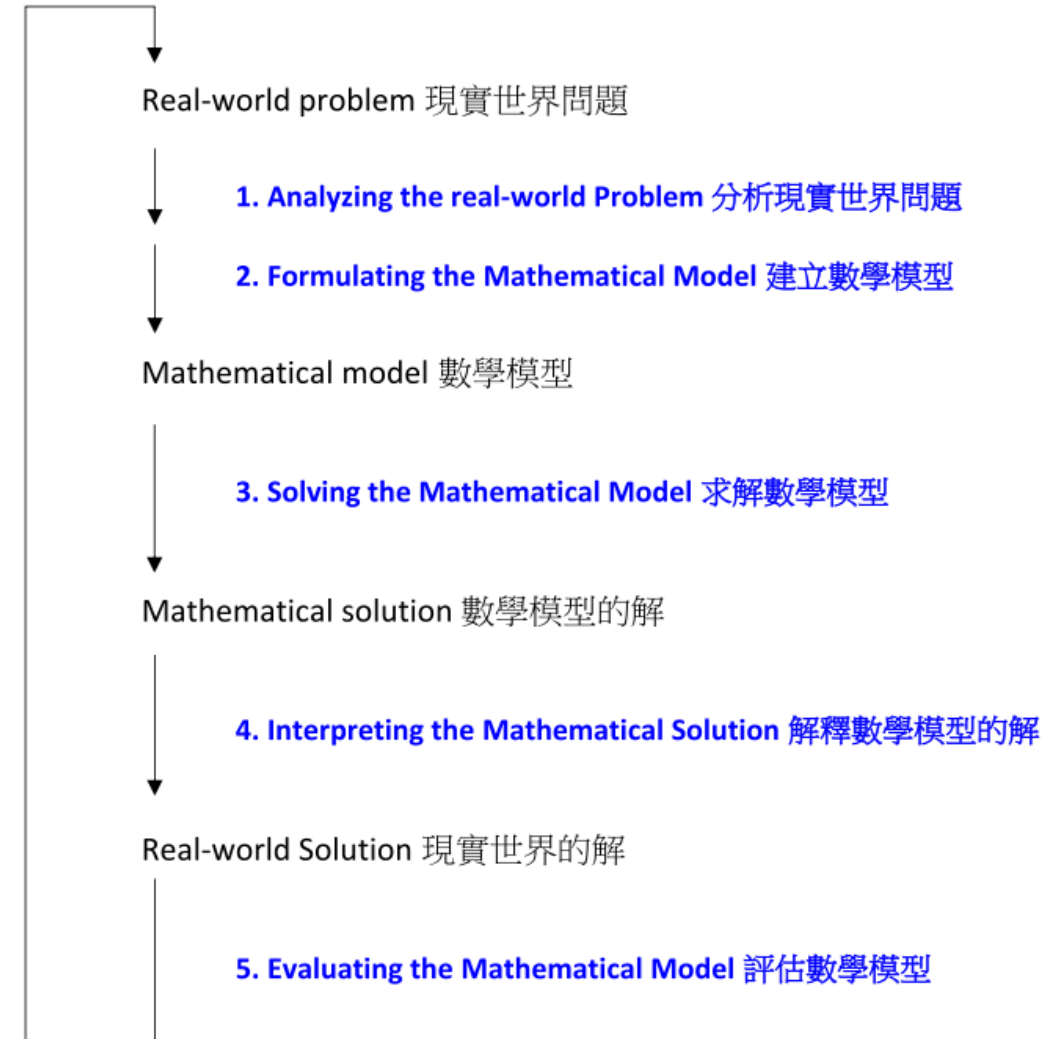 Real-world problem 現實世界問題
1. Analyzing the real-world Problem 分析現實世界問題
2. Formulating the Mathematical Model 建立數學模型
Mathematical model 數學模型
3. Solving the Mathematical Model 求解數學模型
Mathematical solution 數學模型的解
4. Interpreting the Mathematical Solution 解釋數學模型的解
Real-world Solution 現實世界的解
5. Evaluating the Mathematical Model 評估數學模型